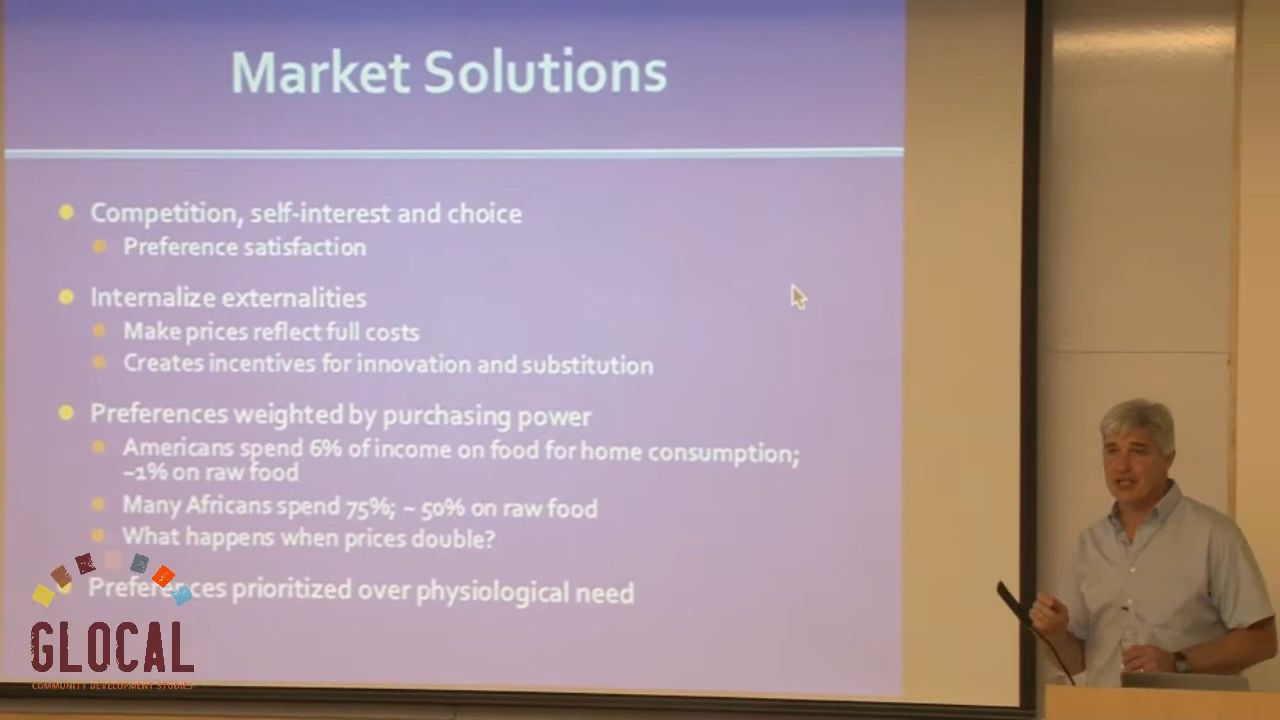 Market Solutions
Competition, self-interest and choice
Preference satisfaction
Internalize externalities
Make prices reflect full costs
Creates incentives for innovation and substitution
Preferences weighted by purchasing power
Americans spend 6% of income on food for home consumption;
~1% on raw food
Many Africans spend 75%; ~ 50% on raw food
What happens when prices double?
Preferences prioritized over physiological need
GLOCAL
COMMUNITY DEVELOPMENT STUDIES